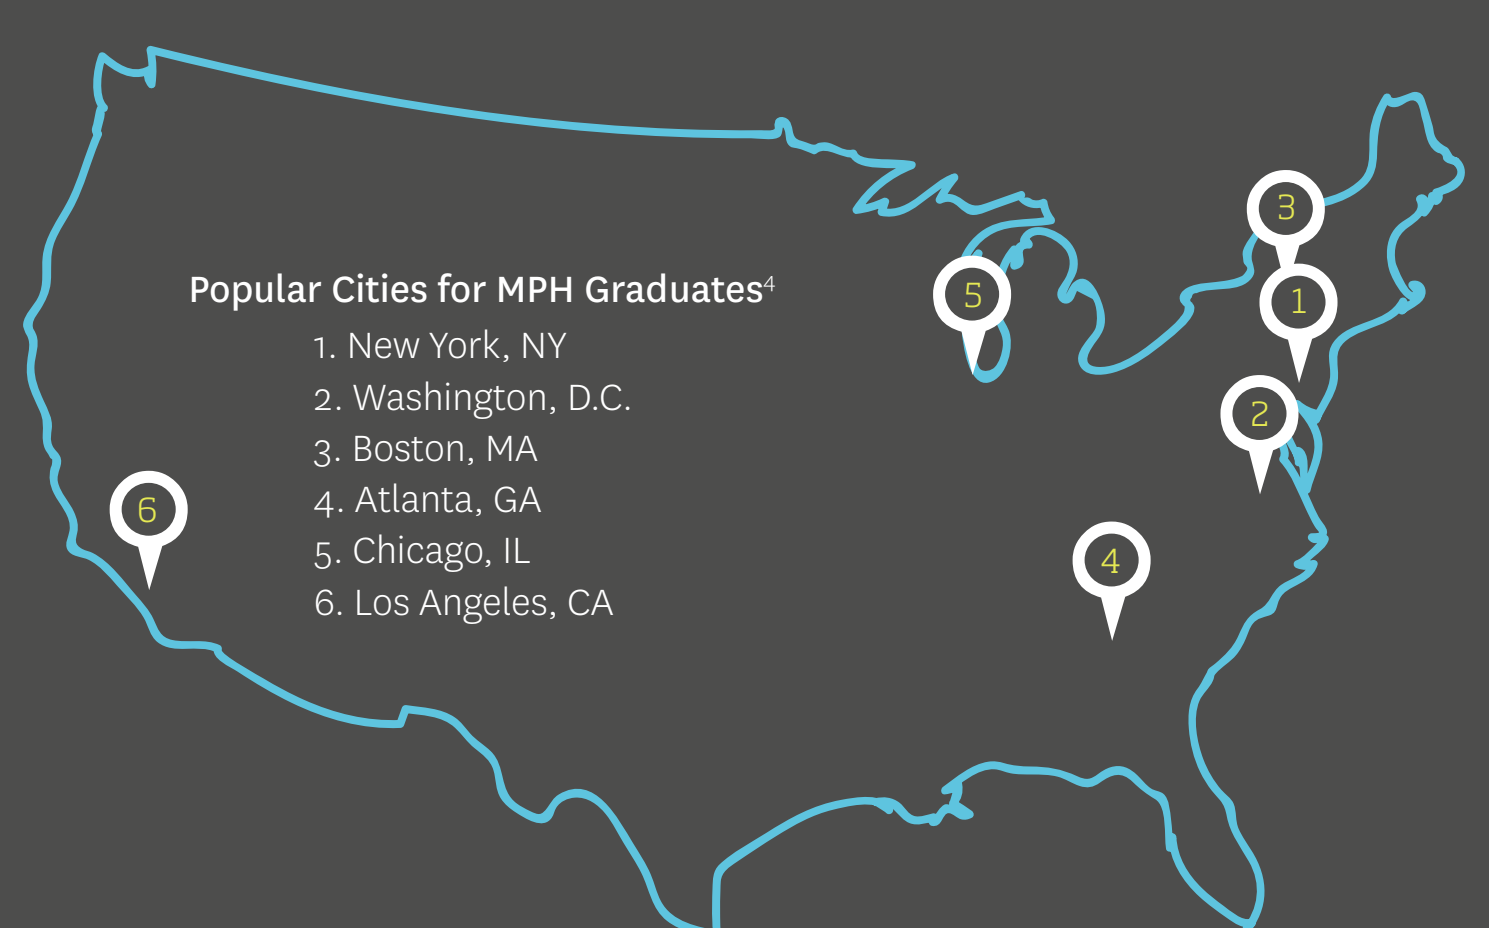 3
1
5
2
6
4
Popular Cities for MPH Graduates4
1. New York, NY
2. Washington, D.C.
3. Boston, MA
4. Atlanta, GA
5. Chicago, IL
6. Los Angeles, CA